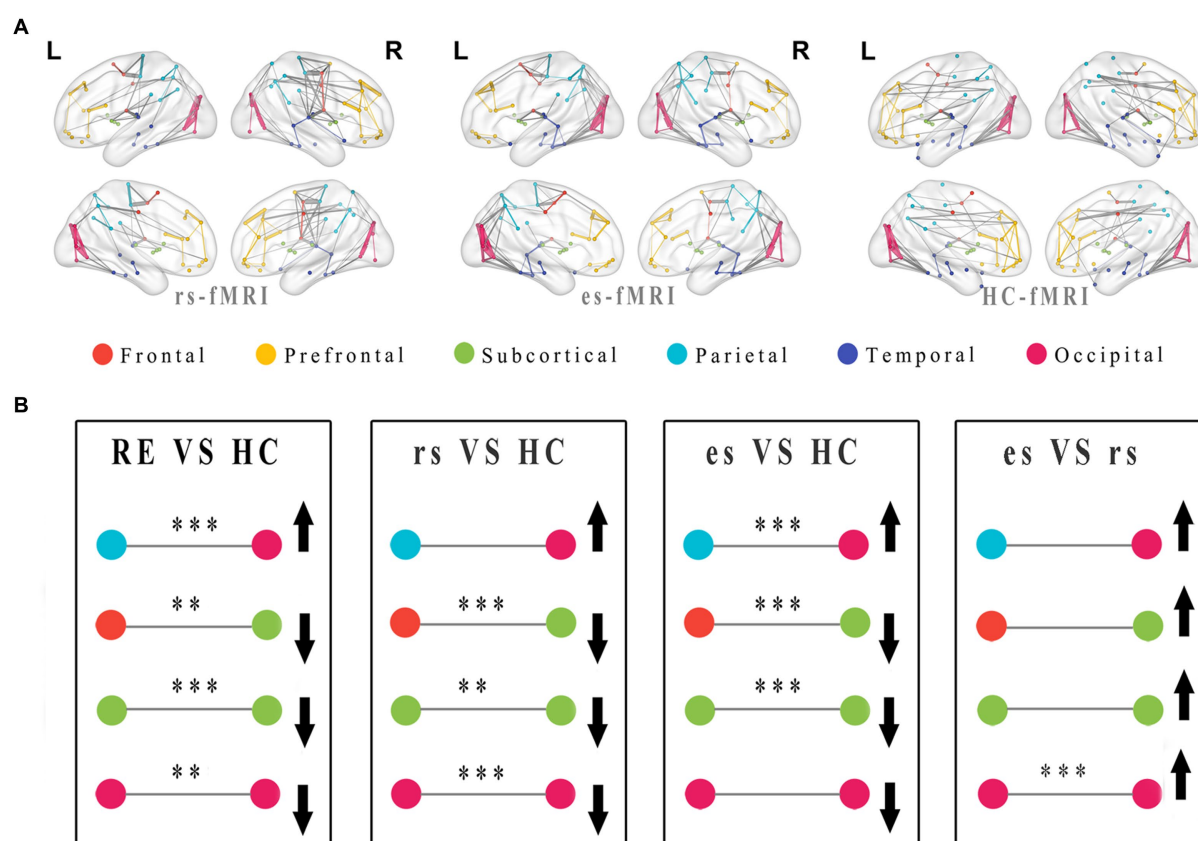 A
L R L R L
rs-fMRI es-fMRI HC-fMRI
Frontal Prefrontal Subcortical Parietal Temporal Occipital
B
RE VS HC rs VS HC es VS HC es VS rs
*** ***
** *** ***
*** ** ***
** *** ***